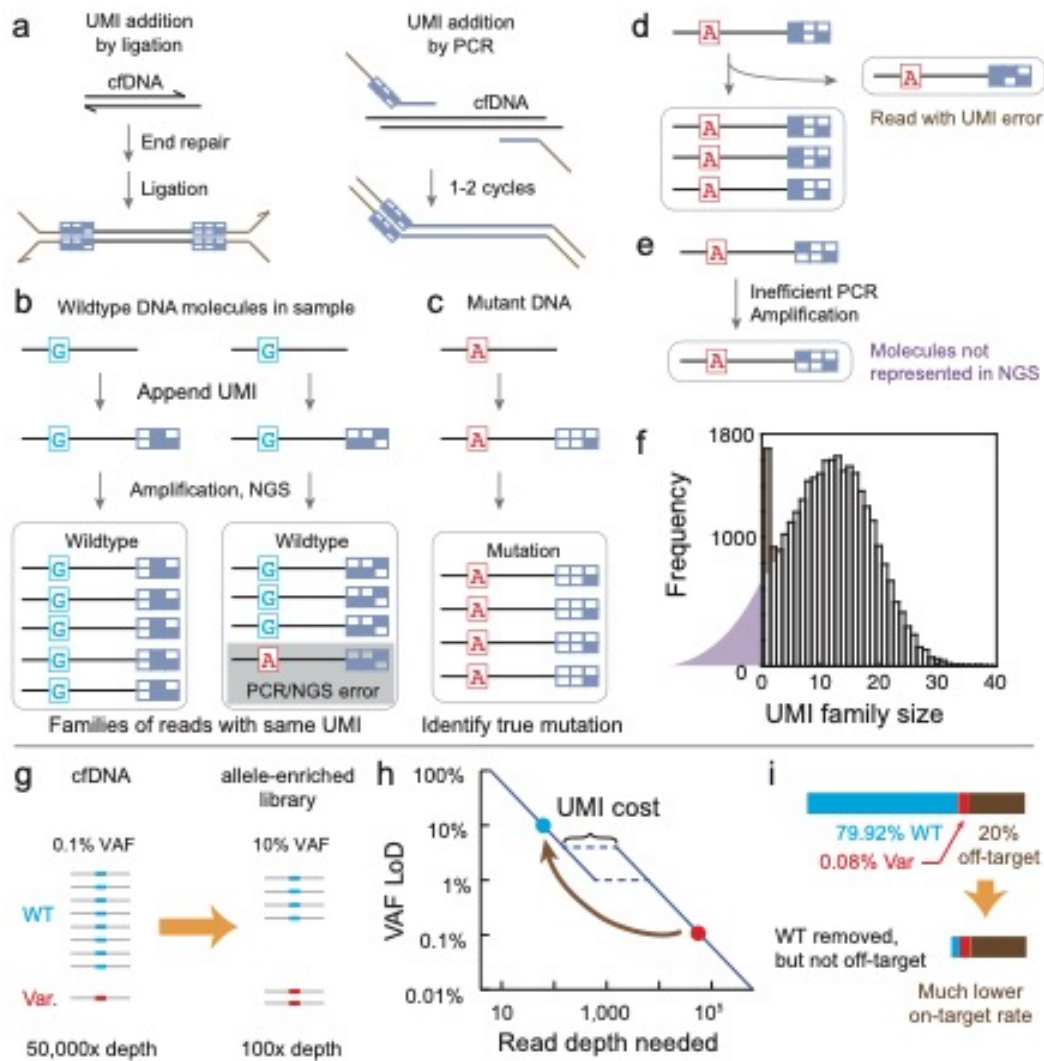 a
UMI addition
by ligation
cfDNA
End repair
Ligation
UMI addition
by PCR
cfDNA
1-2 cycles
b
Wildtype DNA molecules in sample
G
G
Append UMI
G
G
Amplification, NGS
Wildtype
G
G
G
G
G
Wildtype
G
G
G
A
PCR/NGS error
G
Families of reads with same UMI
c
Mutant DNA
A
A
Mutation
A
A
A
A
Identify true mutation
d
A
A
Read with UMI error
A
A
A
e
A
Inefficient PCR
Amplification
A
Molecules not
represented in NGS
f
Frequency
1800
1000
0
0
10
20
30
40
UMI family size
g
cfDNA
allele-enriched
library
0.1% VAF
10% VAF
WT
Var.
50,000x depth
100x depth
h
VAF LoD
100%
10%
1%
0.1%
0.01%
UMI cost
10
1,000
10⁵
Read depth needed
i
79.92% WT
20%
off-target
0.08% Var
WT removed,
but not off-target
Much lower
on-target rate